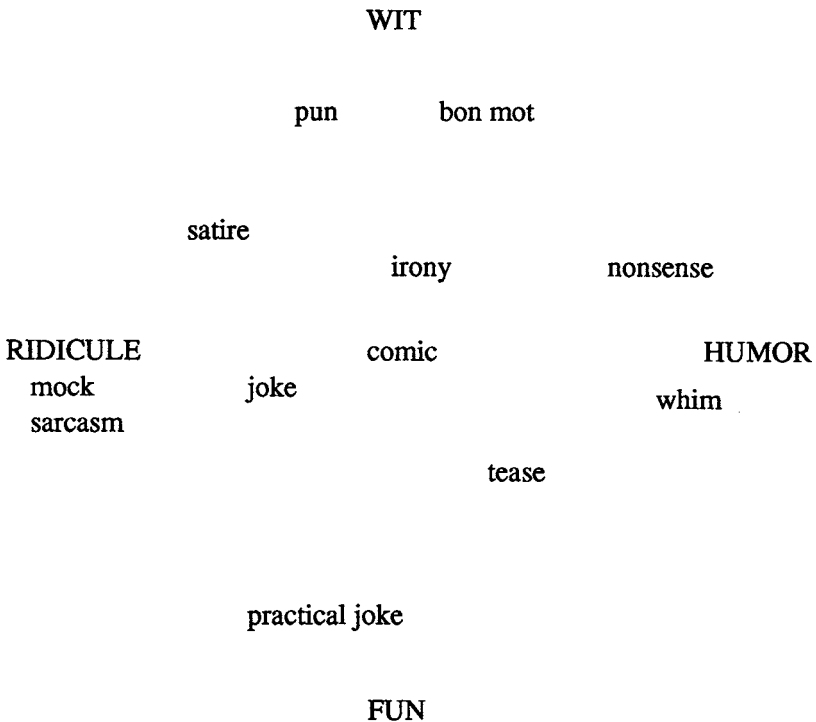 WIT
pun bon mot
satire
irony nonsense
RIDICULE comic HUMOR
mock joke whim
sarcasm
tease
practical joke
FUN